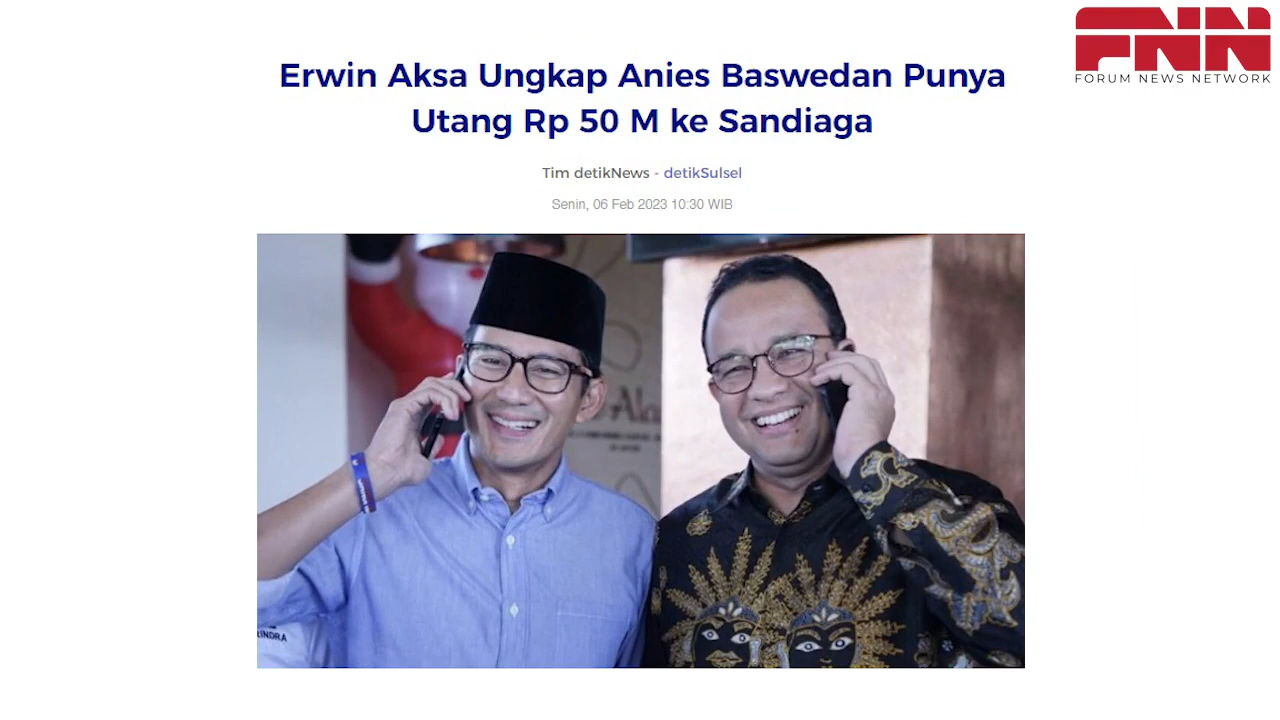 FNN
FORUM NEWS NETWORK
Erwin Aksa Ungkap Anies Baswedan Punya
Utang Rp 50 M ke Sandiaga
Tim detikNews - detikSulsel
Senin, 06 Feb 2023 10:30 WIB